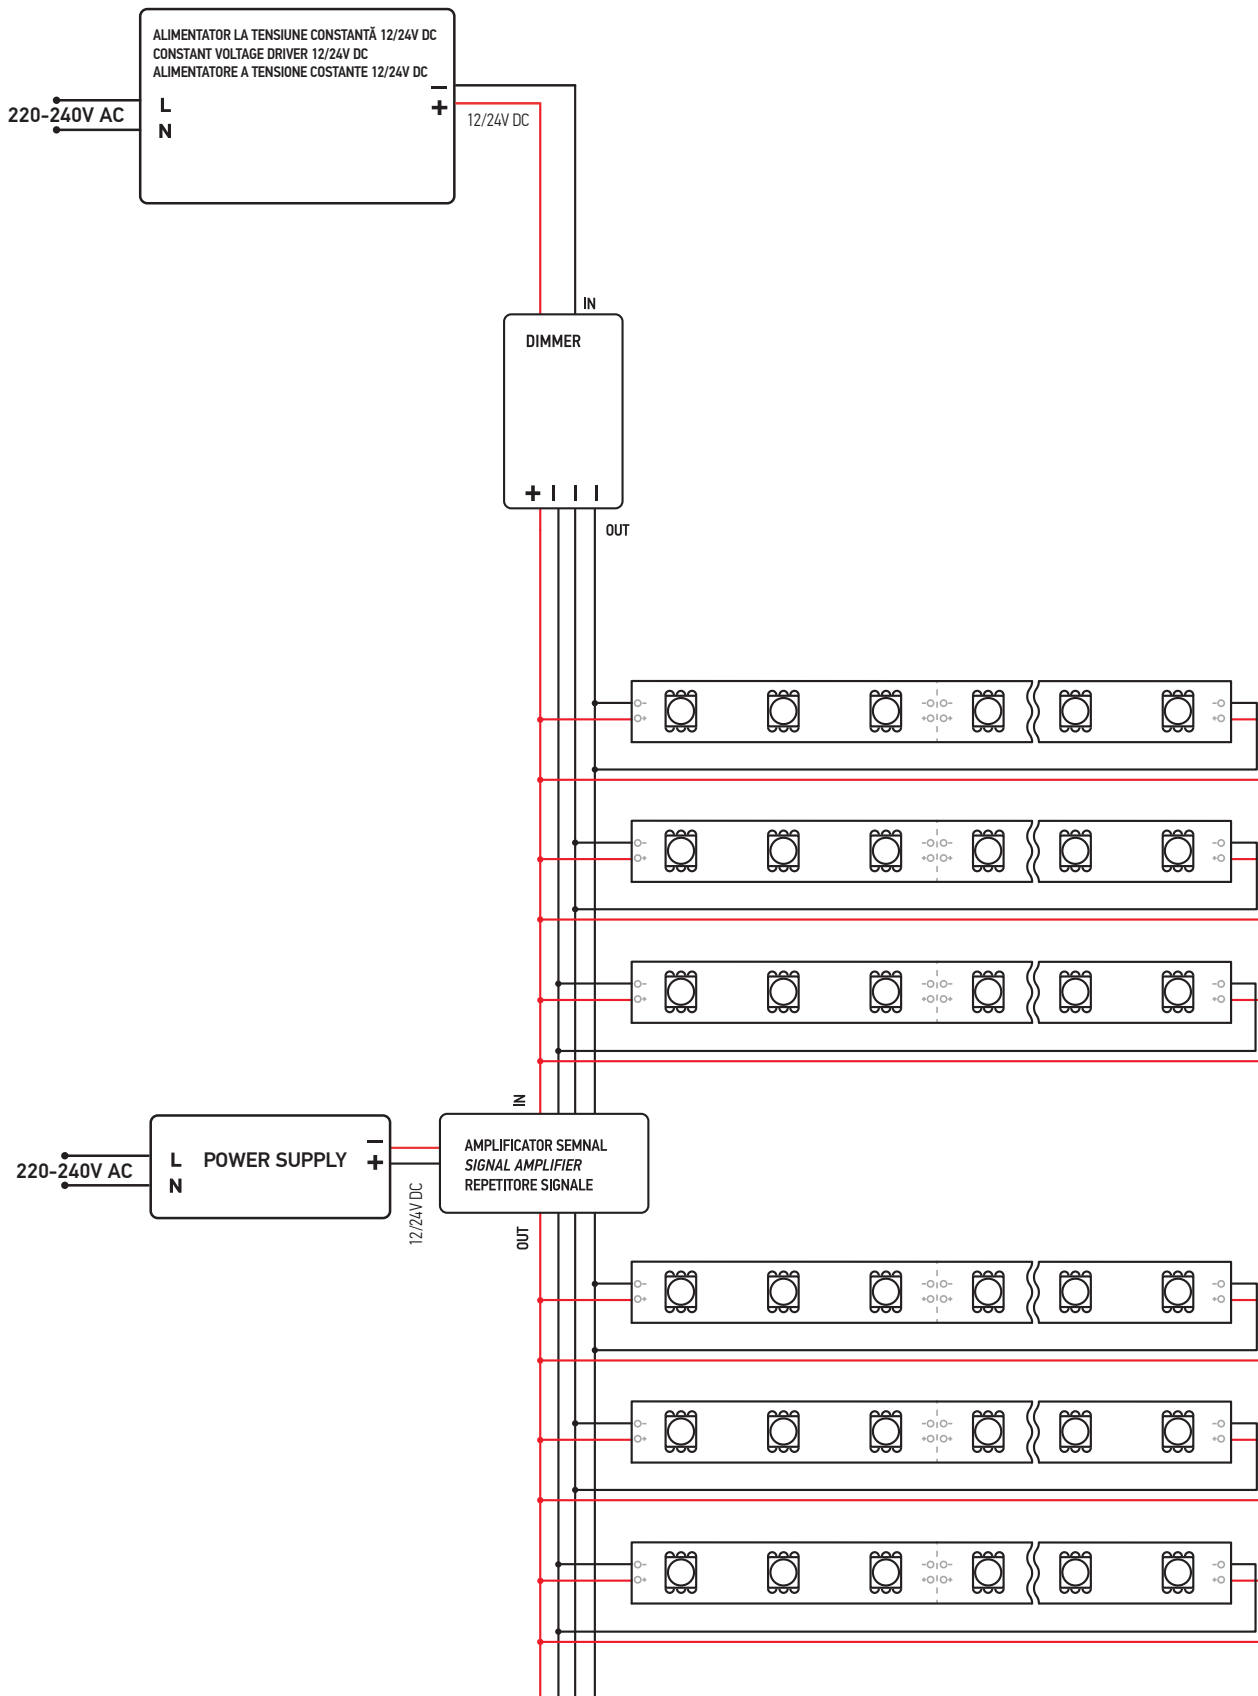 ALIMENTATOR LA TENSIUNE CONSTANTĂ 12/24V DC
CONSTANT VOLTAGE DRIVER 12/24V DC
ALIMENTATORE A TENSIONE COSTANTE 12/24V DC
220-240V AC
L
N
–
+
12/24V DC
IN
DIMMER
+ – – –
OUT
IN
220-240V AC
L
N
POWER SUPPLY
–
+
12/24V DC
AMPLIFICATOR SEMNAL
SIGNAL AMPLIFIER
REPETITORE SIGNALE
OUT